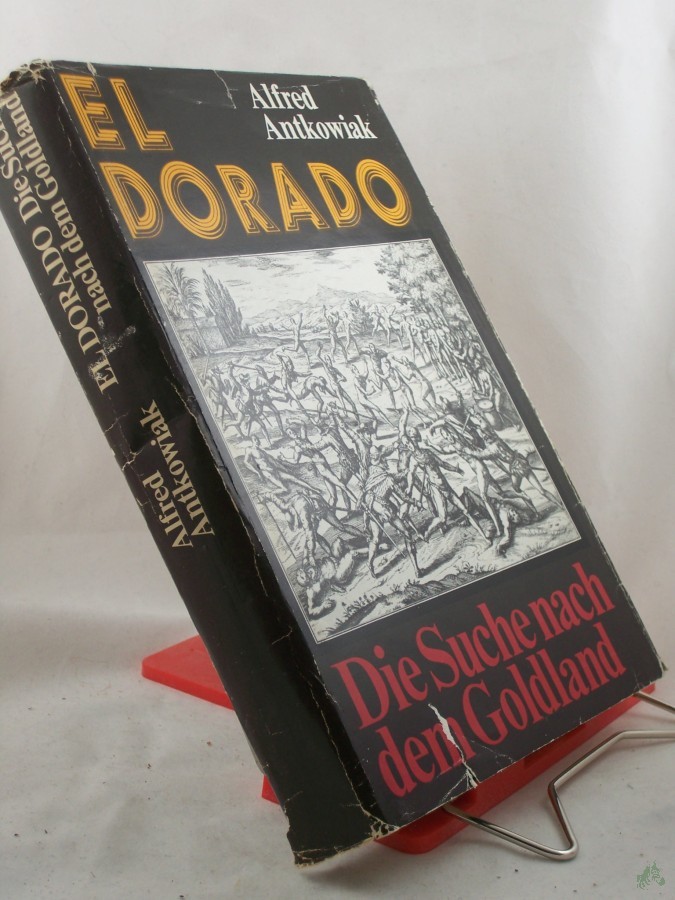 Alfred
Antkowiak
EL
DORADO
Die Suche nach
dem Goldland
Alfred
Antkowiak
EL DORADO Die Suche
nach dem Goldland